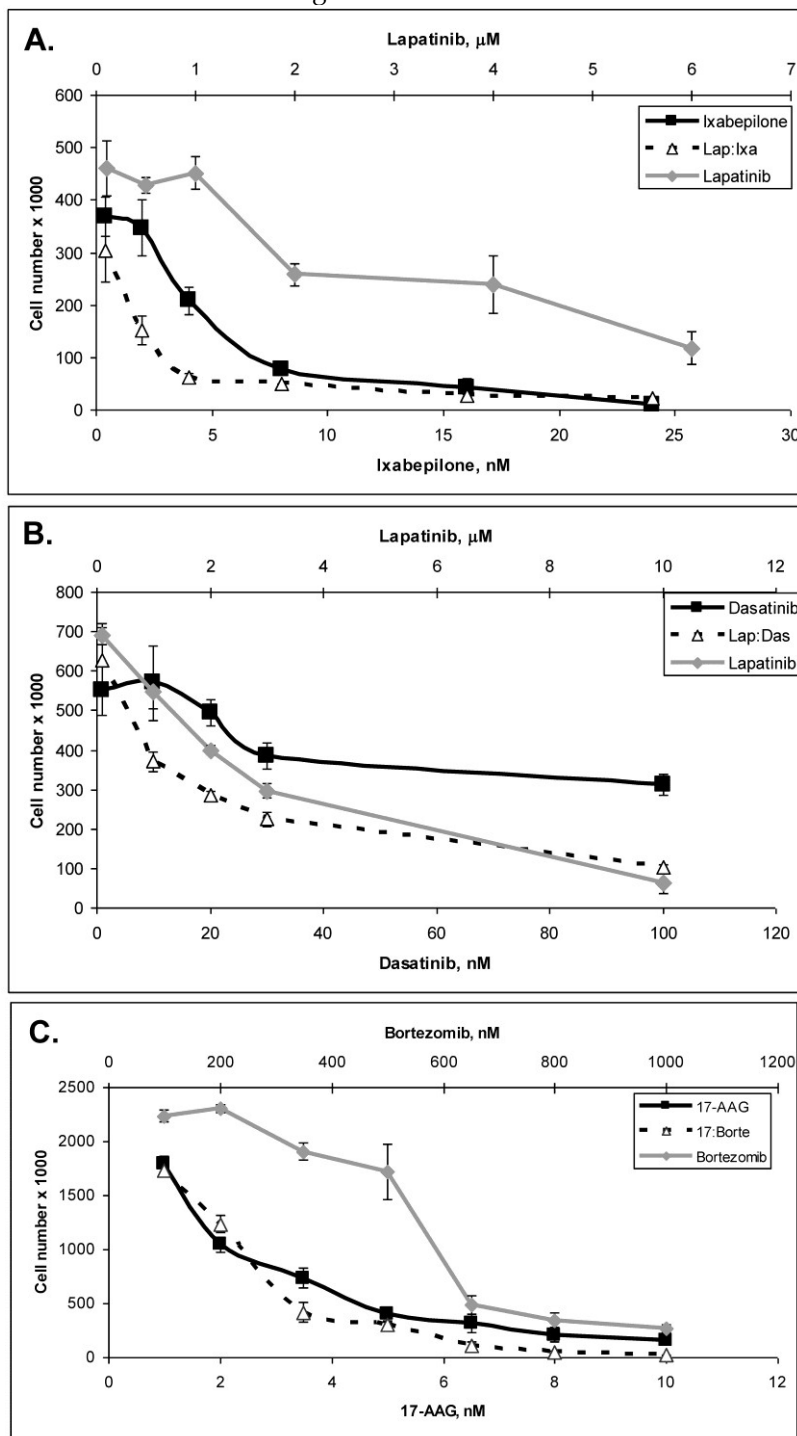 A.
Lapatinib, μM
0 1 2 3 4 5 6 7
600
500
400
300
200
100
0
Cell number x 1000
Ixabepilone
Lap:Ixa
Lapatinib
0 5 10 15 20 25 30
Ixabepilone, nM
B.
Lapatinib, μM
0 2 4 6 8 10 12
800
700
600
500
400
300
200
100
0
Cell number x 1000
Dasatinib
Lap:Das
Lapatinib
0 20 40 60 80 100 120
Dasatinib, nM
C.
Bortezomib, nM
0 200 400 600 800 1000 1200
2500
2000
1500
1000
500
0
Cell number x 1000
17-AAG
17:Borte
Bortezomib
0 2 4 6 8 10 12
17-AAG, nM